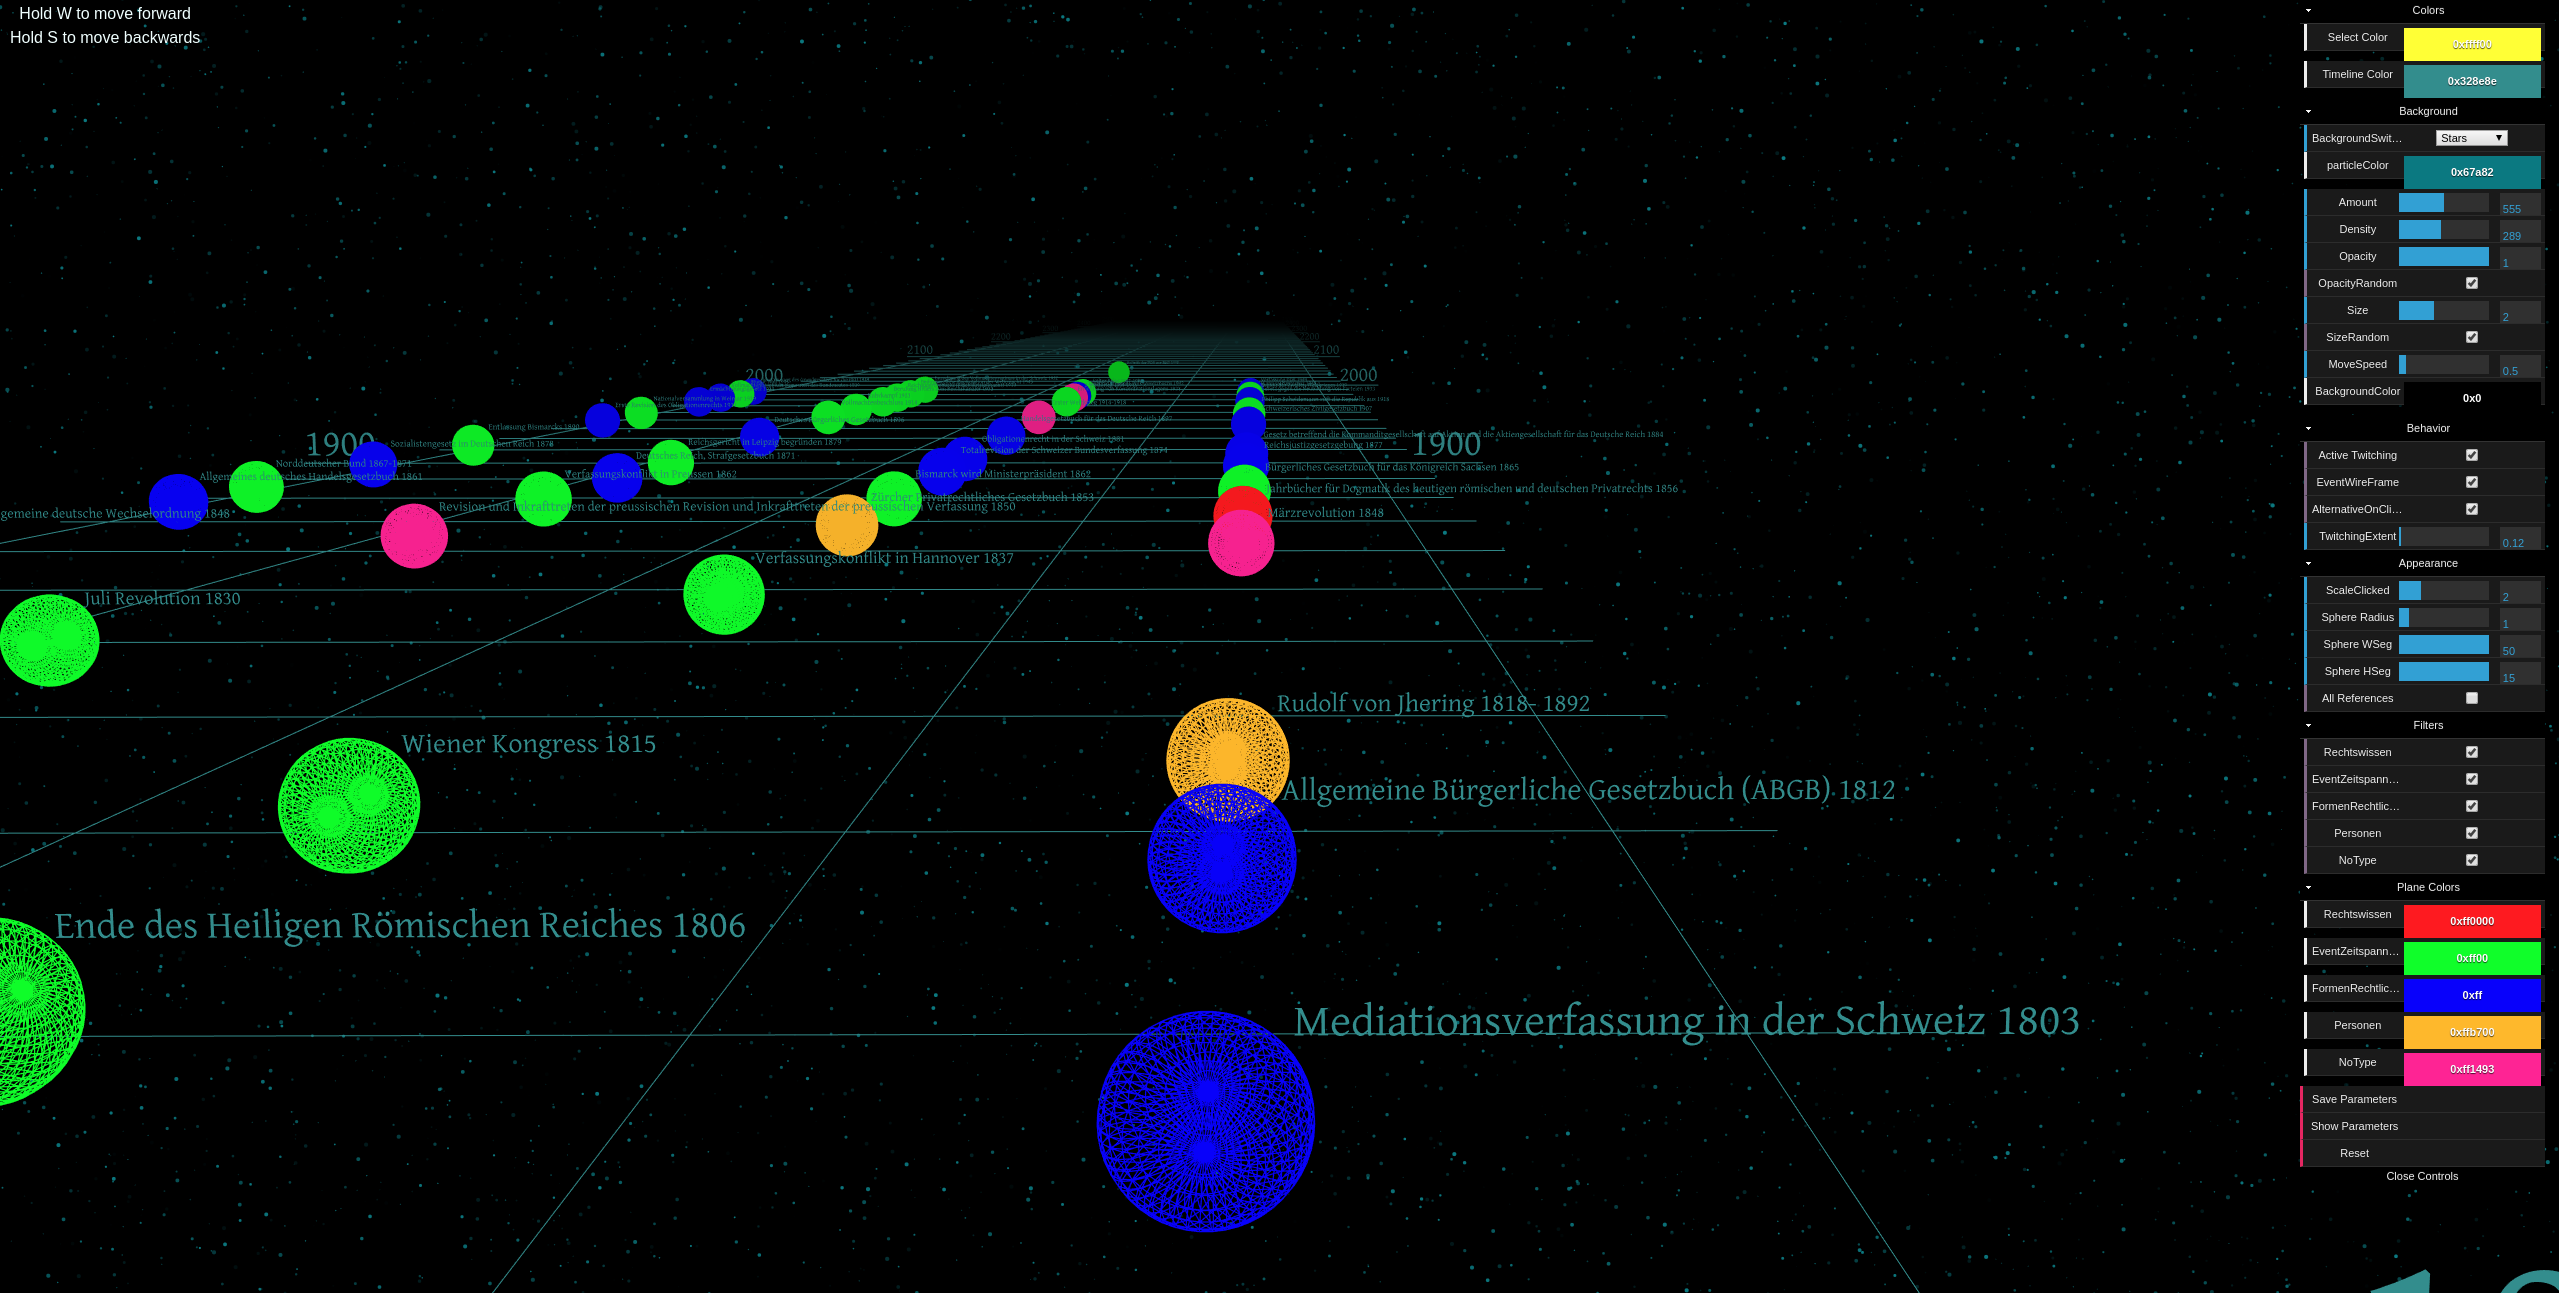 Hold W to move forward
Hold S to move backwards
2200
2200
2100
2100
2000
2000
1900
1900
Entlassung Bismarcks 1890
Sozialistengesetz im Deutschen Reich 1878
Reichsgericht in Leipzig begründen 1879
Obligationenrecht in der Schweiz 1881
Gesetz betreffend die Kommanditgesellschaft auf Aktien und die Aktiengesellschaft für das Deutsche Reich 1884
Reichsjustizgesetzgebung 1877
Totalrevision der Schweizer Bundesverfassung 1874
Deutsches Reich, Strafgesetzbuch 1871
Norddeutscher Bund 1867-1871
Bürgerliches Gesetzbuch für das Königreich Sachsen 1865
Allgemeines deutsches Handelsgesetzbuch 1861
Verfassungskonflikt in Preussen 1862
Bismarck wird Ministerpräsident 1862
Jahrbücher für Dogmatik des heutigen römischen und deutschen Privatrechts 1856
Zürcher Privatrechtliches Gesetzbuch 1853
Revision und Inkrafttreten der preussischen Revision und Inkraftreten der preussischen Verfassung 1850
gemeine deutsche Wechselordnung 1848
Märzrevolution 1848
Verfassungskonflikt in Hannover 1837
Juli Revolution 1830
Rudolf von Jhering 1818- 1892
Wiener Kongress 1815
Allgemeine Bürgerliche Gesetzbuch (ABGB) 1812
Ende des Heiligen Römischen Reiches 1806
Mediationsverfassung in der Schweiz 1803
Colors
Select Color 0xffff00
Timeline Color 0x328e8e
Background
BackgroundSwit… Stars
particleColor 0x67a82
Amount 555
Density 289
Opacity 1
OpacityRandom
Size 2
SizeRandom
MoveSpeed 0.5
BackgroundColor 0x0
Behavior
Active Twitching
EventWireFrame
AlternativeOnCli…
TwitchingExtent 0.12
Appearance
ScaleClicked 2
Sphere Radius 1
Sphere WSeg 50
Sphere HSeg 15
All References
Filters
Rechtswissen
EventZeitspann…
FormenRechtlic…
Personen
NoType
Plane Colors
Rechtswissen 0xff0000
EventZeitspann… 0xff00
FormenRechtlic… 0xff
Personen 0xffb700
NoType 0xff1493
Save Parameters
Show Parameters
Reset
Close Controls